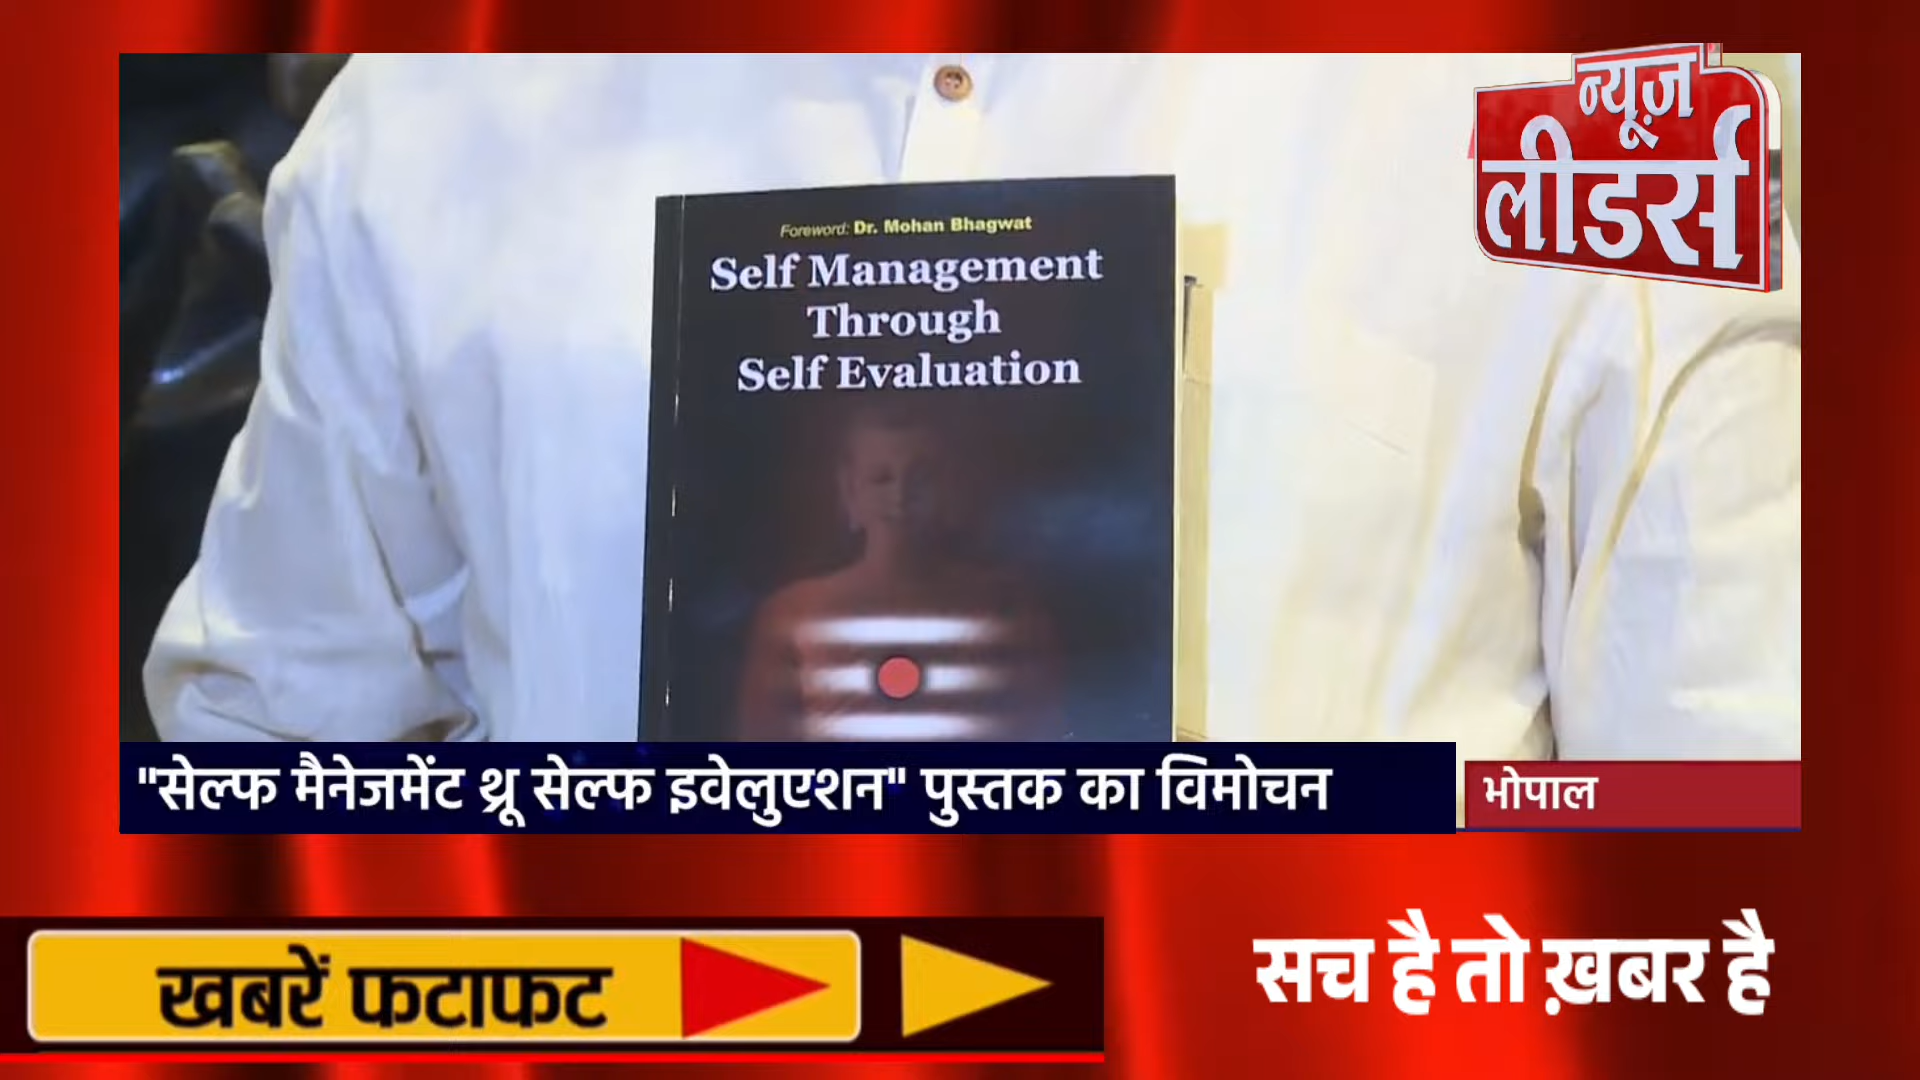 न्यूज़
लीडर्स
Foreword: Dr. Mohan Bhagwat
Self Management
Through
Self Evaluation
"सेल्फ मैनेजमेंट थ्रू सेल्फ इवेलुएशन" पुस्तक का विमोचन
भोपाल
खबरें फटाफट
सच है तो ख़बर है